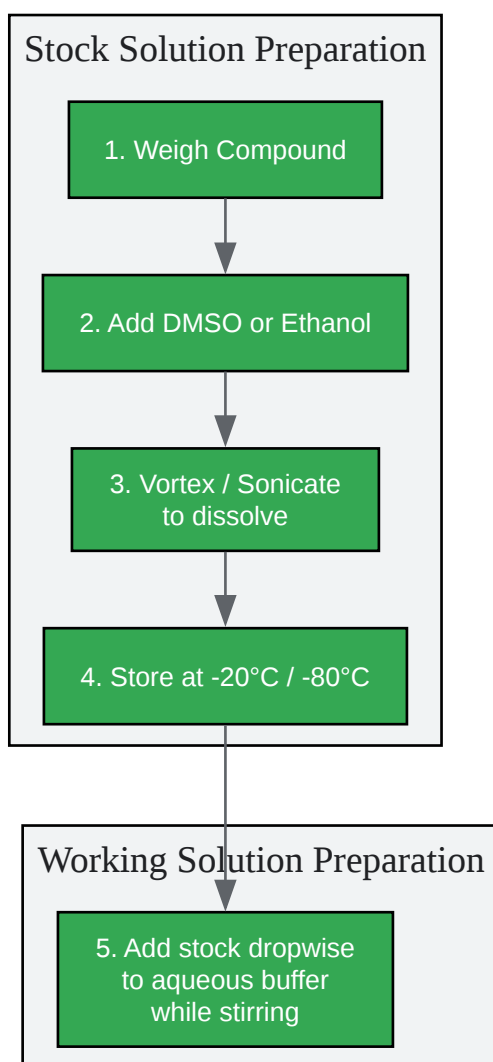 Stock Solution Preparation
1. Weigh Compound
2. Add DMSO or Ethanol
3. Vortex / Sonicate
to dissolve
4. Store at -20°C / -80°C
Working Solution Preparation
5. Add stock dropwise
to aqueous buffer
while stirring